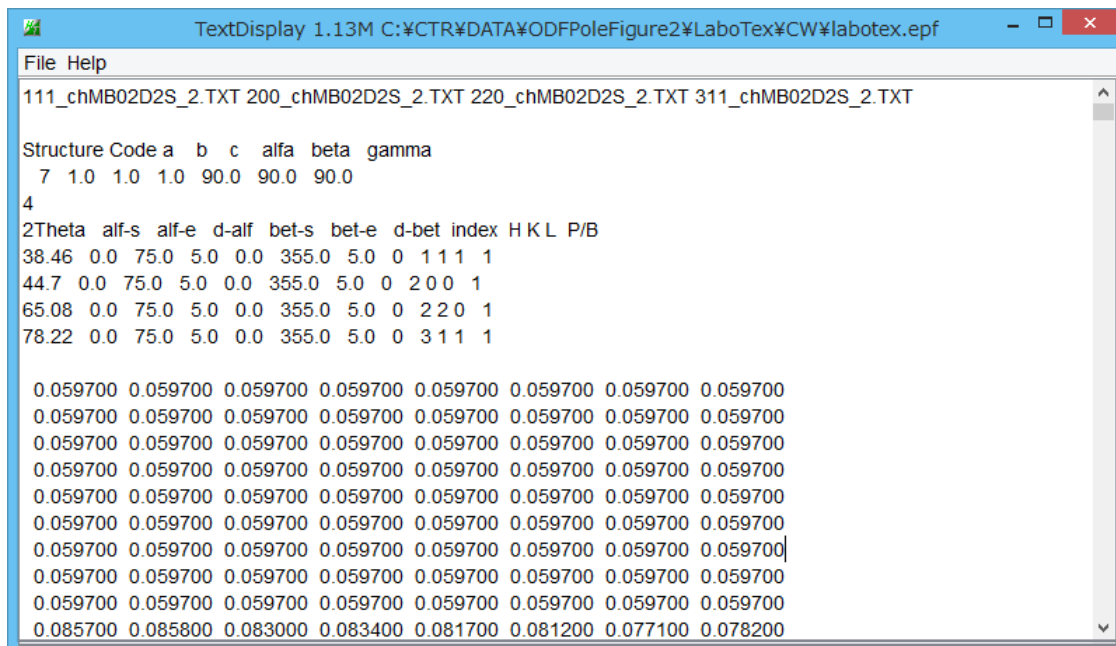 TextDisplay 1.13M C:¥CTR¥DATA¥ODFPoleFigure2¥LaboTex¥CW¥labotex.epf
File Help
111_chMB02D2S_2.TXT 200_chMB02D2S_2.TXT 220_chMB02D2S_2.TXT 311_chMB02D2S_2.TXT
Structure Code a b c alfa beta gamma
7 1.0 1.0 1.0 90.0 90.0 90.0
4
2Theta alf-s alf-e d-alf bet-s bet-e d-bet index H K L P/B
38.46 0.0 75.0 5.0 0.0 355.0 5.0 0 1 1 1 1
44.7 0.0 75.0 5.0 0.0 355.0 5.0 0 2 0 0 1
65.08 0.0 75.0 5.0 0.0 355.0 5.0 0 2 2 0 1
78.22 0.0 75.0 5.0 0.0 355.0 5.0 0 3 1 1 1
0.059700 0.059700 0.059700 0.059700 0.059700 0.059700 0.059700 0.059700
0.059700 0.059700 0.059700 0.059700 0.059700 0.059700 0.059700 0.059700
0.059700 0.059700 0.059700 0.059700 0.059700 0.059700 0.059700 0.059700
0.059700 0.059700 0.059700 0.059700 0.059700 0.059700 0.059700 0.059700
0.059700 0.059700 0.059700 0.059700 0.059700 0.059700 0.059700 0.059700
0.059700 0.059700 0.059700 0.059700 0.059700 0.059700 0.059700 0.059700
0.059700 0.059700 0.059700 0.059700 0.059700 0.059700 0.059700 0.059700
0.059700 0.059700 0.059700 0.059700 0.059700 0.059700 0.059700 0.059700
0.059700 0.059700 0.059700 0.059700 0.059700 0.059700 0.059700 0.059700
0.085700 0.085800 0.083000 0.083400 0.081700 0.081200 0.077100 0.078200